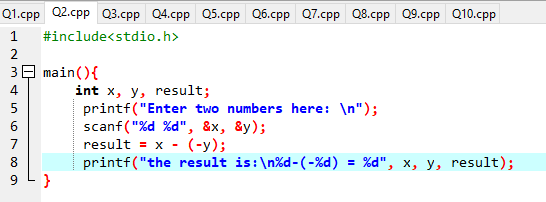 Q1.cpp Q2.cpp Q3.cpp Q4.cpp Q5.cpp Q6.cpp Q7.cpp Q8.cpp Q9.cpp Q10.cpp
1 #include<stdio.h>
2
3 main(){
4 int x, y, result;
5 printf("Enter two numbers here: \n");
6 scanf("%d %d", &x, &y);
7 result = x - (-y);
8 printf("the result is:\n%d-(-%d) = %d", x, y, result);
9 }